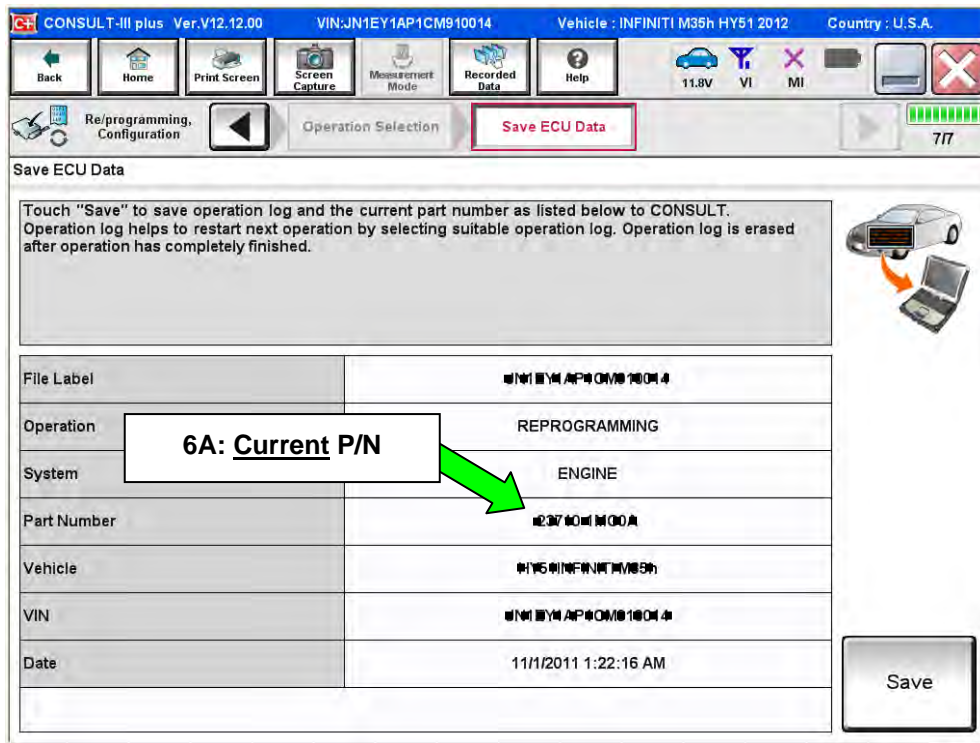 C+ CONSULT-III plus Ver.V12.12.00 VIN:JN1EY1AP1CM910014 Vehicle : INFINITI M35h HY51 2012 Country : U.S.A.
Back Home Print Screen Screen Capture Measurement Mode Recorded Data Help 11.8V VI MI
Re/programming, Configuration Operation Selection Save ECU Data 7/7
Save ECU Data
Touch "Save" to save operation log and the current part number as listed below to CONSULT.
Operation log helps to restart next operation by selecting suitable operation log. Operation log is erased
after operation has completely finished.
File Label
Operation REPROGRAMMING
6A: Current P/N
System ENGINE
Part Number
Vehicle
VIN
Date 11/1/2011 1:22:16 AM
Save